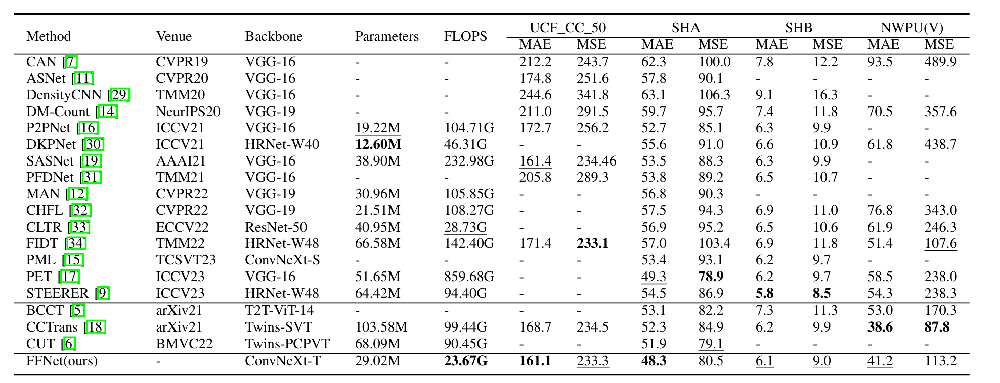 Method Venue Backbone Parameters FLOPS UCF_CC_50 SHA SHB NWPU(V)
MAE MSE MAE MSE MAE MSE MAE MSE
CAN [7] CVPR19 VGG-16 - - 212.2 243.7 62.3 100.0 7.8 12.2 93.5 489.9
ASNet [11] CVPR20 VGG-16 - - 174.8 251.6 57.8 90.1 - - - -
DensityCNN [29] TMM20 VGG-16 - - 244.6 341.8 63.1 106.3 9.1 16.3 - -
DM-Count [14] NeurIPS20 VGG-19 - - 211.0 291.5 59.7 95.7 7.4 11.8 70.5 357.6
P2PNet [16] ICCV21 VGG-16 19.22M 104.71G 172.7 256.2 52.7 85.1 6.3 9.9 - -
DKPNet [30] ICCV21 HRNet-W40 12.60M 46.31G - - 55.6 91.0 6.6 10.9 61.8 438.7
SASNet [19] AAAI21 VGG-16 38.90M 232.98G 161.4 234.46 53.5 88.3 6.3 9.9 - -
PFDNet [31] TMM21 VGG-16 - - 205.8 289.3 53.8 89.2 6.5 10.7 - -
MAN [12] CVPR22 VGG-19 30.96M 105.85G - - 56.8 90.3 - - - -
CHFL [32] CVPR22 VGG-19 21.51M 108.27G - - 57.5 94.3 6.9 11.0 76.8 343.0
CLTR [33] ECCV22 ResNet-50 40.95M 28.73G - - 56.9 95.2 6.5 10.6 61.9 246.3
FIDT [34] TMM22 HRNet-W48 66.58M 142.40G 171.4 233.1 57.0 103.4 6.9 11.8 51.4 107.6
PML [15] TCSVT23 ConvNeXt-S - - - - 53.4 93.1 6.2 9.7 - -
PET [17] ICCV23 VGG-16 51.65M 859.68G - - 49.3 78.9 6.2 9.7 58.5 238.0
STEERER [9] ICCV23 HRNet-W48 64.42M 94.40G - - 54.5 86.9 5.8 8.5 54.3 238.3
BCCT [5] arXiv21 T2T-ViT-14 - - - - 53.1 82.2 7.3 11.3 53.0 170.3
CCTrans [18] arXiv21 Twins-SVT 103.58M 99.44G 168.7 234.5 52.3 84.9 6.2 9.9 38.6 87.8
CUT [6] BMVC22 Twins-PCPVT 68.09M 90.45G - - 51.9 79.1 - - - -
FFNet(ours) - ConvNeXt-T 29.02M 23.67G 161.1 233.3 48.3 80.5 6.1 9.0 41.2 113.2